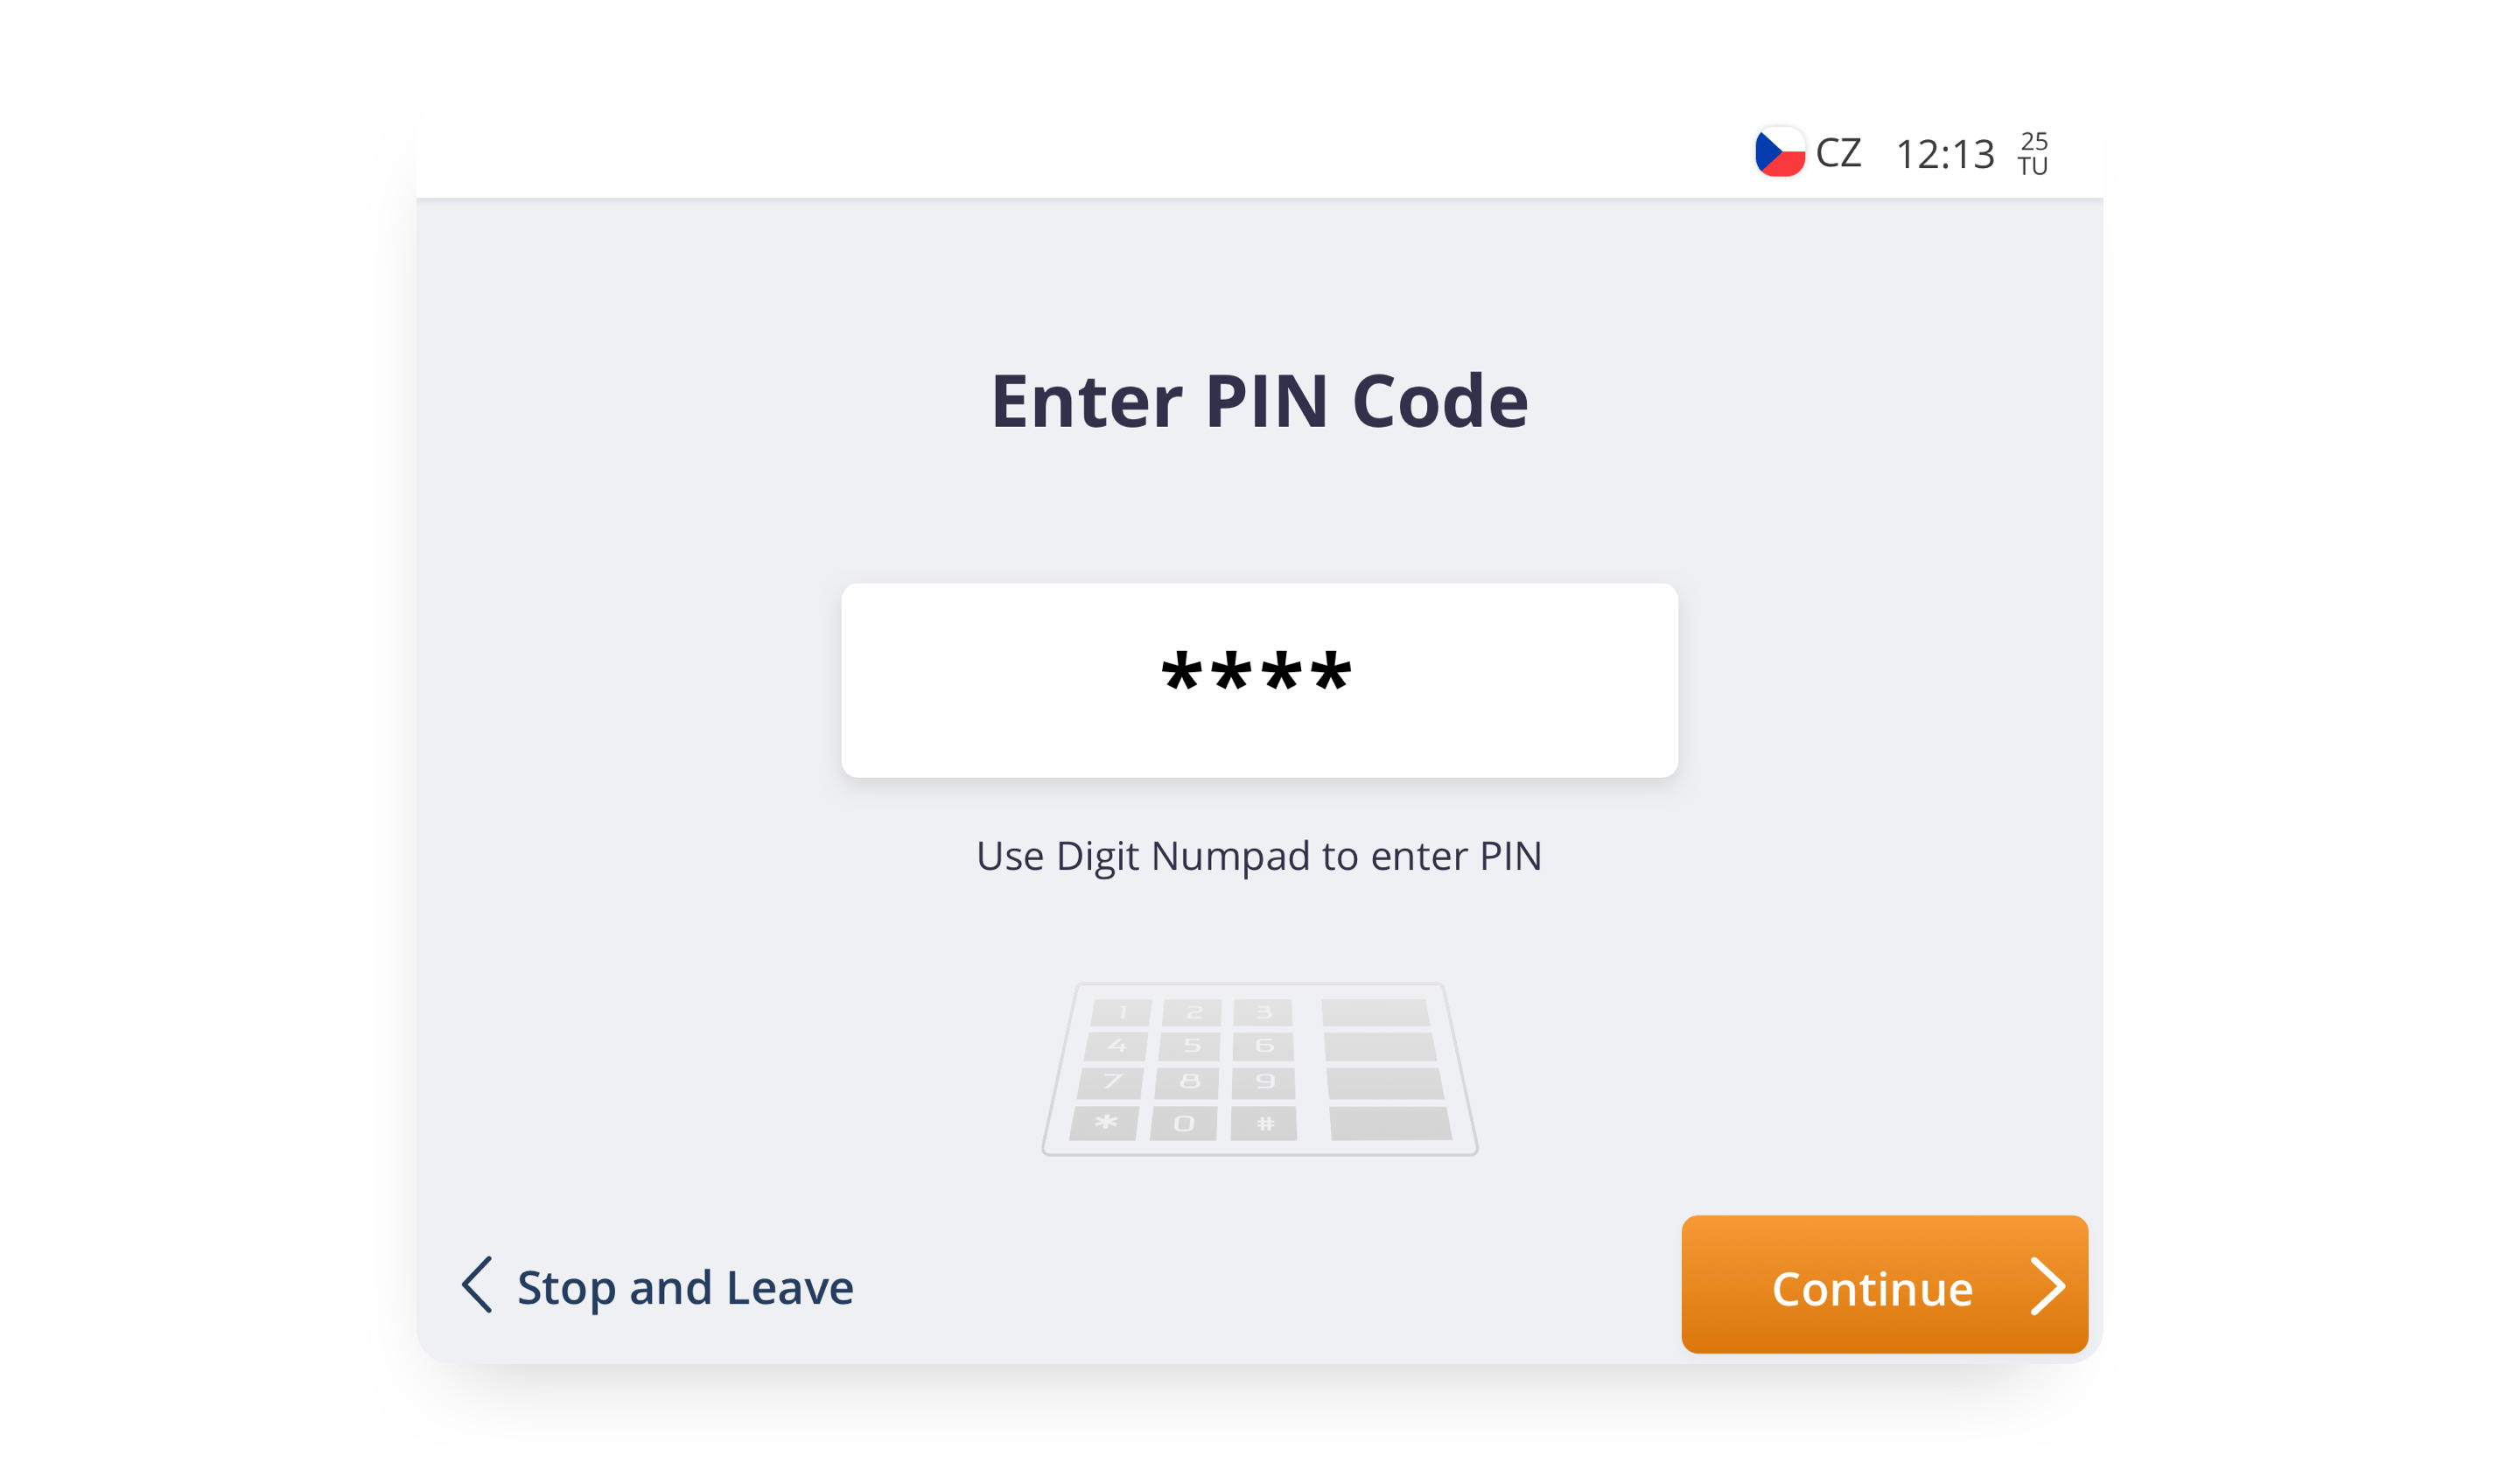 CZ 12:13 25
TU
Enter PIN Code
****
Use Digit Numpad to enter PIN
1 2 3
4 5 6
7 8 9
* 0 #
Stop and Leave
Continue